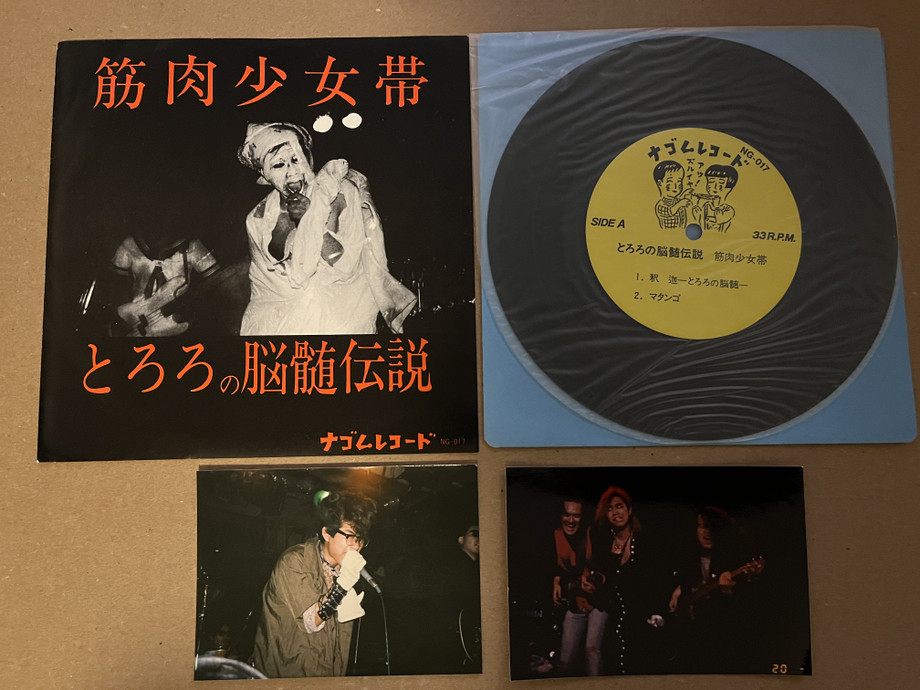 筋肉少女帯
とろろの脳髄伝説
ナゴムレコード NG-017
ナゴムレコード NG-017
SIDE A
33 R.P.M.
とろろの脳髄伝説 筋肉少女帯
1. 釈 迦—とろろの脳髄—
2. マタンゴ
20